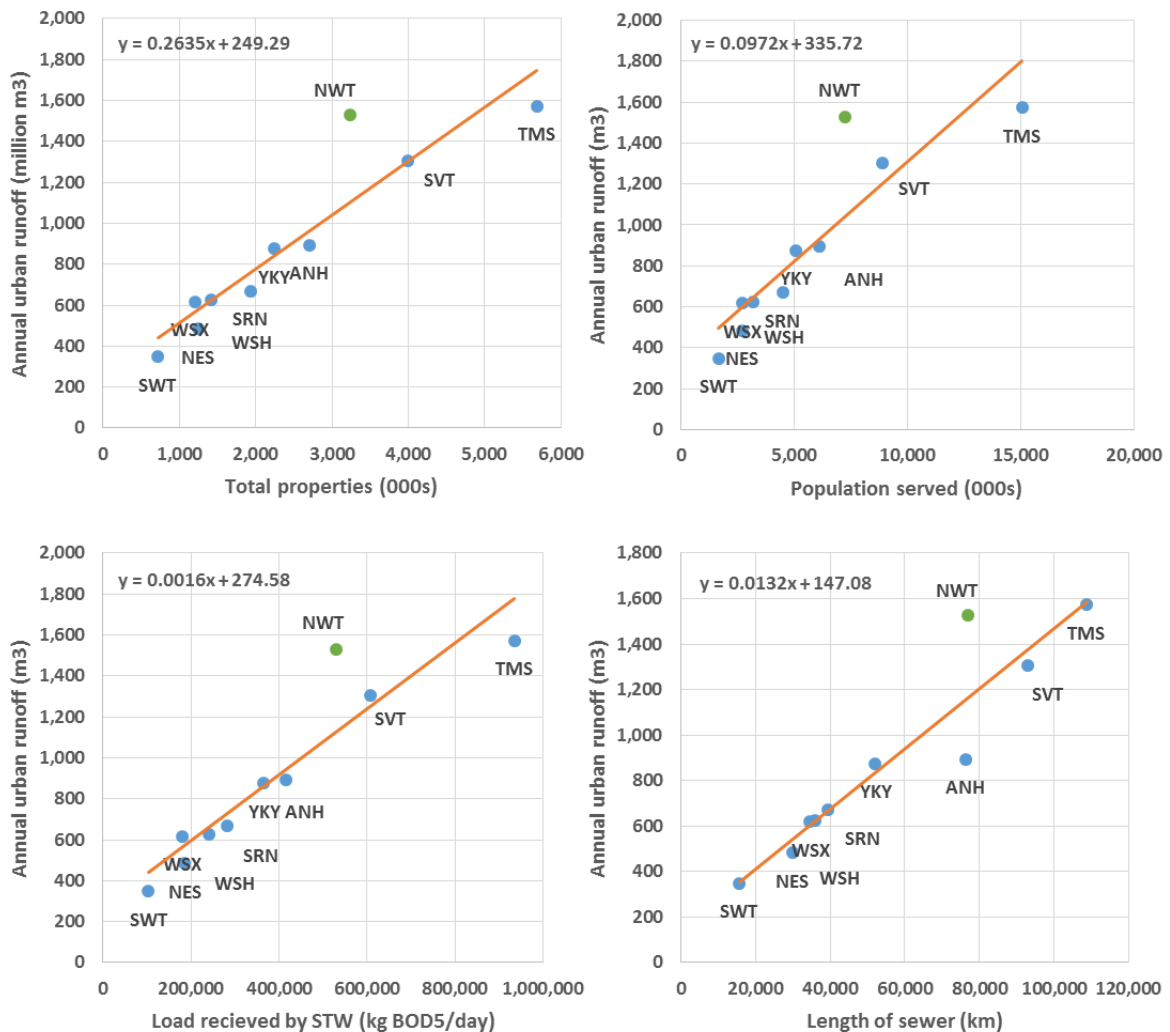 y = 0.2635x + 249.29
Annual urban runoff (million m3)
2,000
1,800
1,600
1,400
1,200
1,000
800
600
400
200
0
NWT
TMS
SVT
YKY
ANH
SRN
WSX
WSH
NES
SWT
0
1,000
2,000
3,000
4,000
5,000
6,000
Total properties (000s)
y = 0.0972x + 335.72
Annual urban runoff (m3)
2,000
1,800
1,600
1,400
1,200
1,000
800
600
400
200
0
NWT
TMS
SVT
YKY
ANH
SRN
WSX
WSH
NES
SWT
0
5,000
10,000
15,000
20,000
Population served (000s)
y = 0.0016x + 274.58
Annual urban runoff (m3)
2,000
1,800
1,600
1,400
1,200
1,000
800
600
400
200
0
NWT
TMS
SVT
YKY
ANH
SRN
WSX
WSH
NES
SWT
0
200,000
400,000
600,000
800,000
1,000,000
Load recieved by STW (kg BOD5/day)
y = 0.0132x + 147.08
Annual urban runoff (m3)
1,800
1,600
1,400
1,200
1,000
800
600
400
200
0
NWT
TMS
SVT
YKY
ANH
SRN
WSX
WSH
NES
SWT
0
20,000
40,000
60,000
80,000
100,000
120,000
Length of sewer (km)